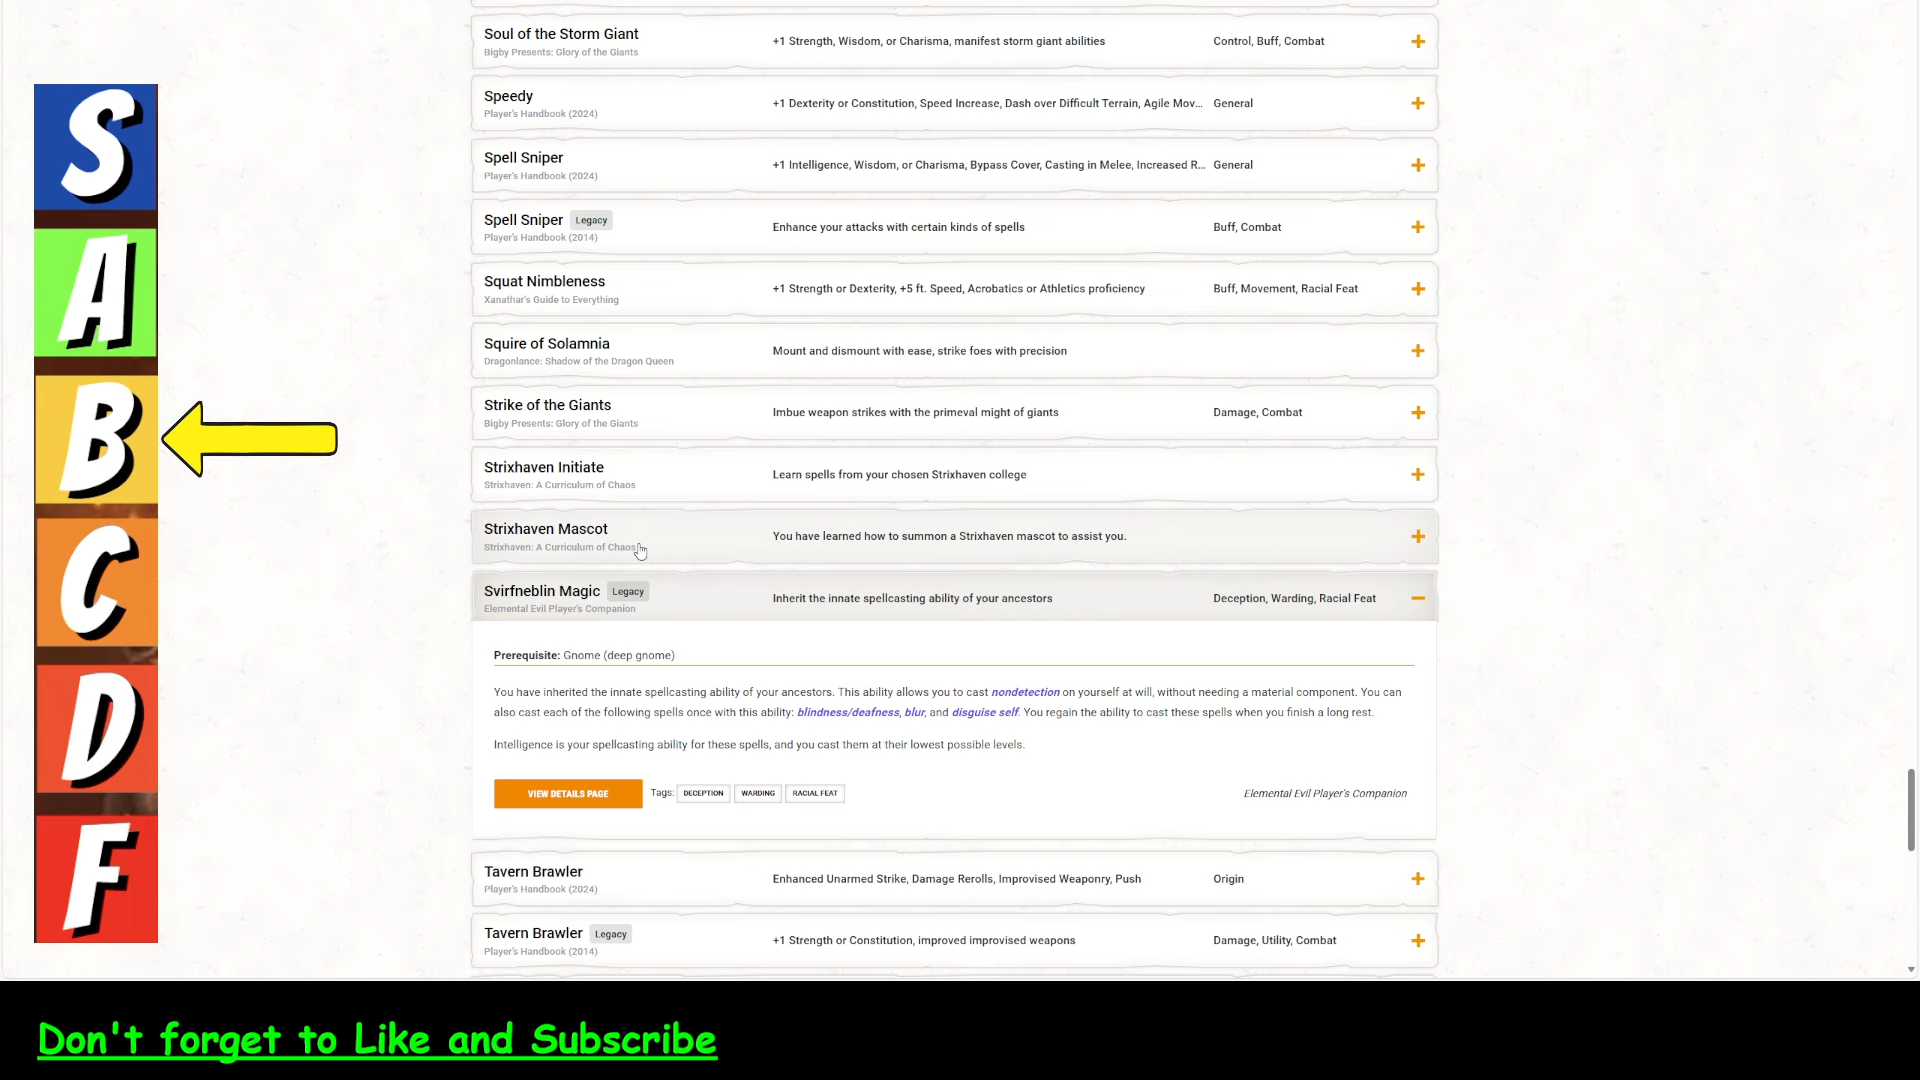 S
A
B
C
D
F
Soul of the Storm Giant
Bigby Presents: Glory of the Giants
+1 Strength, Wisdom, or Charisma, manifest storm giant abilities
Control, Buff, Combat
Speedy
Player's Handbook (2024)
+1 Dexterity or Constitution, Speed Increase, Dash over Difficult Terrain, Agile Mov...
General
Spell Sniper
Player's Handbook (2024)
+1 Intelligence, Wisdom, or Charisma, Bypass Cover, Casting in Melee, Increased R...
General
Spell Sniper Legacy
Player's Handbook (2014)
Enhance your attacks with certain kinds of spells
Buff, Combat
Squat Nimbleness
Xanathar's Guide to Everything
+1 Strength or Dexterity, +5 ft. Speed, Acrobatics or Athletics proficiency
Buff, Movement, Racial Feat
Squire of Solamnia
Dragonlance: Shadow of the Dragon Queen
Mount and dismount with ease, strike foes with precision
Strike of the Giants
Bigby Presents: Glory of the Giants
Imbue weapon strikes with the primeval might of giants
Damage, Combat
Strixhaven Initiate
Strixhaven: A Curriculum of Chaos
Learn spells from your chosen Strixhaven college
Strixhaven Mascot
Strixhaven: A Curriculum of Chaos
You have learned how to summon a Strixhaven mascot to assist you.
Svirfneblin Magic Legacy
Elemental Evil Player's Companion
Inherit the innate spellcasting ability of your ancestors
Deception, Warding, Racial Feat
Prerequisite: Gnome (deep gnome)
You have inherited the innate spellcasting ability of your ancestors. This ability allows you to cast nondetection on yourself at will, without needing a material component. You can
also cast each of the following spells once with this ability: blindness/deafness, blur, and disguise self. You regain the ability to cast these spells when you finish a long rest.
Intelligence is your spellcasting ability for these spells, and you cast them at their lowest possible levels.
VIEW DETAILS PAGE
Tags: DECEPTION WARDING RACIAL FEAT
Elemental Evil Player's Companion
Tavern Brawler
Player's Handbook (2024)
Enhanced Unarmed Strike, Damage Rerolls, Improvised Weaponry, Push
Origin
Tavern Brawler Legacy
Player's Handbook (2014)
+1 Strength or Constitution, improved improvised weapons
Damage, Utility, Combat
Don't forget to Like and Subscribe